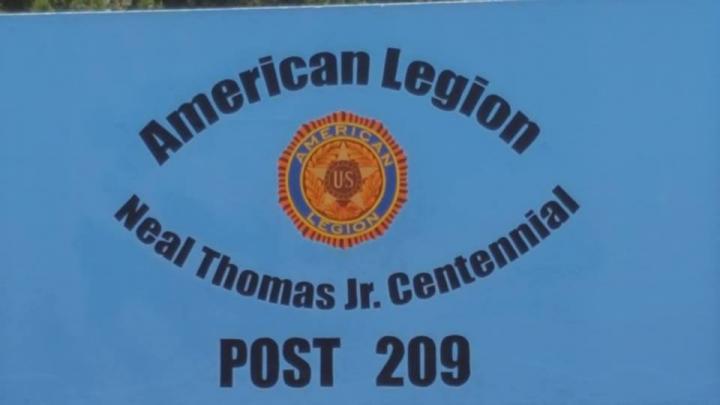 American Legion
AMERICAN
US
LEGION
Neal Thomas Jr. Centennial
POST 209